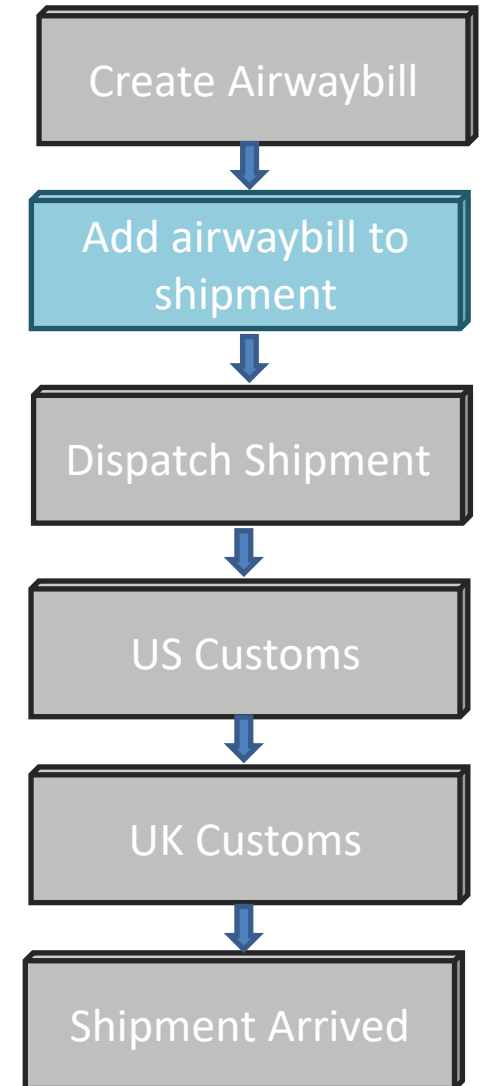 Create Airwaybill
Add airwaybill to
shipment
Dispatch Shipment
US Customs
UK Customs
Shipment Arrived